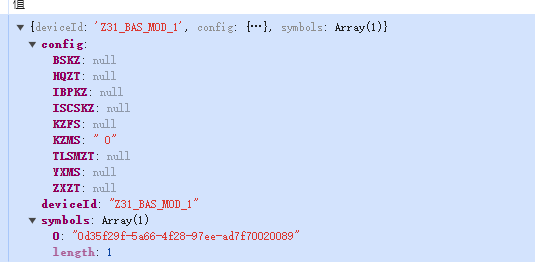 值
{deviceId: 'Z31_BAS_MOD_1', config: {…}, symbols: Array(1)}
config:
BSKZ: null
HQZT: null
IBPKZ: null
ISCSKZ: null
KZFS: null
KZMS: "0"
TLSMZT: null
YXMS: null
ZXZT: null
deviceId: "Z31_BAS_MOD_1"
symbols: Array(1)
0: "0d35f29f-5a66-4f28-97ee-ad7f70020089"
length: 1